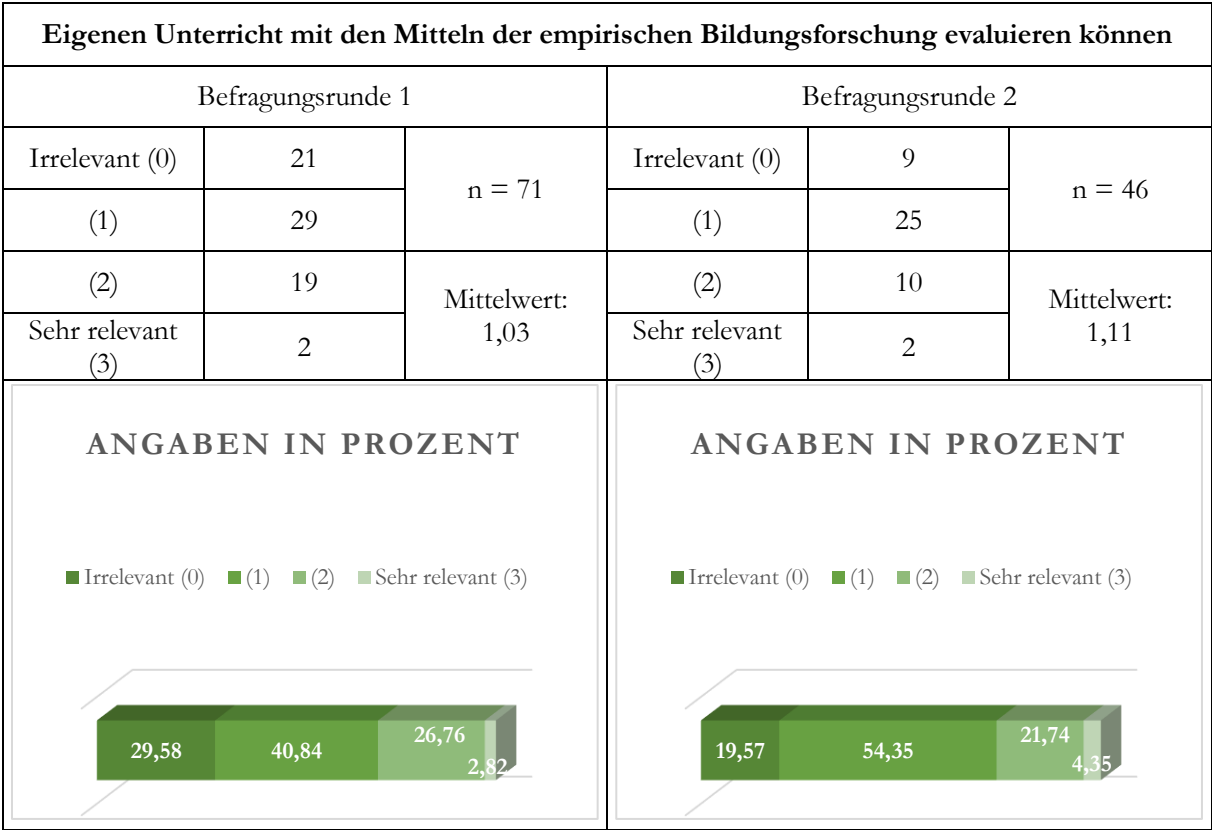 Eigenen Unterricht mit den Mitteln der empirischen Bildungsforschung evaluieren können
Befragungsrunde 1
Befragungsrunde 2
Irrelevant (0)
21
n = 71
(1)
29
(2)
19
Mittelwert:
1,03
Sehr relevant
(3)
2
Irrelevant (0)
9
n = 46
(1)
25
(2)
10
Mittelwert:
1,11
Sehr relevant
(3)
2
ANGABEN IN PROZENT
Irrelevant (0) (1) (2) Sehr relevant (3)
29,58 40,84 26,76 2,82
ANGABEN IN PROZENT
Irrelevant (0) (1) (2) Sehr relevant (3)
19,57 54,35 21,74 4,35